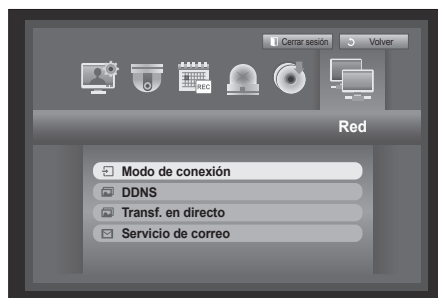 Cerrar sesión
Volver
REC
Red
Modo de conexión
DDNS
Transf. en directo
Servicio de correo